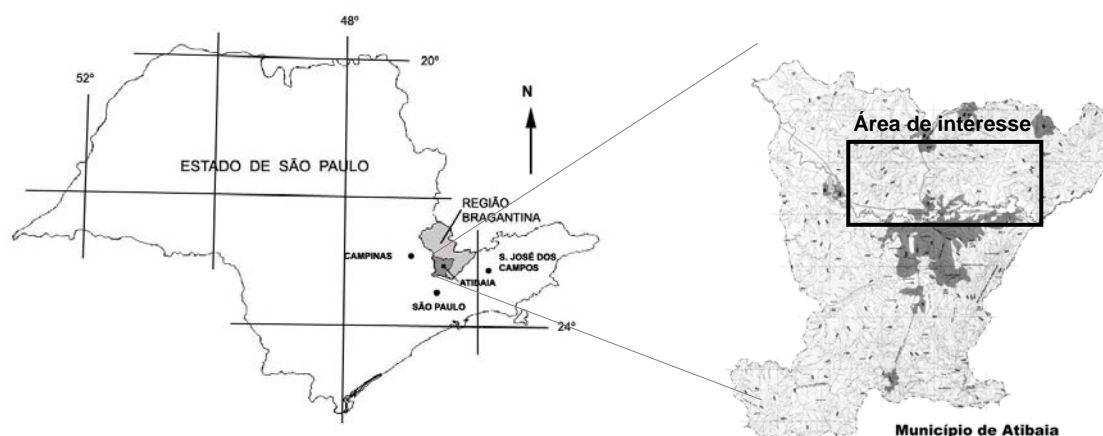 48º
20º
52º
N
ESTADO DE SÃO PAULO
REGIÃO
BRAGANTINA
CAMPINAS
S. JOSÉ DOS
CAMPOS
ATIBAIA
SÃO PAULO
24º
Área de interesse
Município de Atibaia